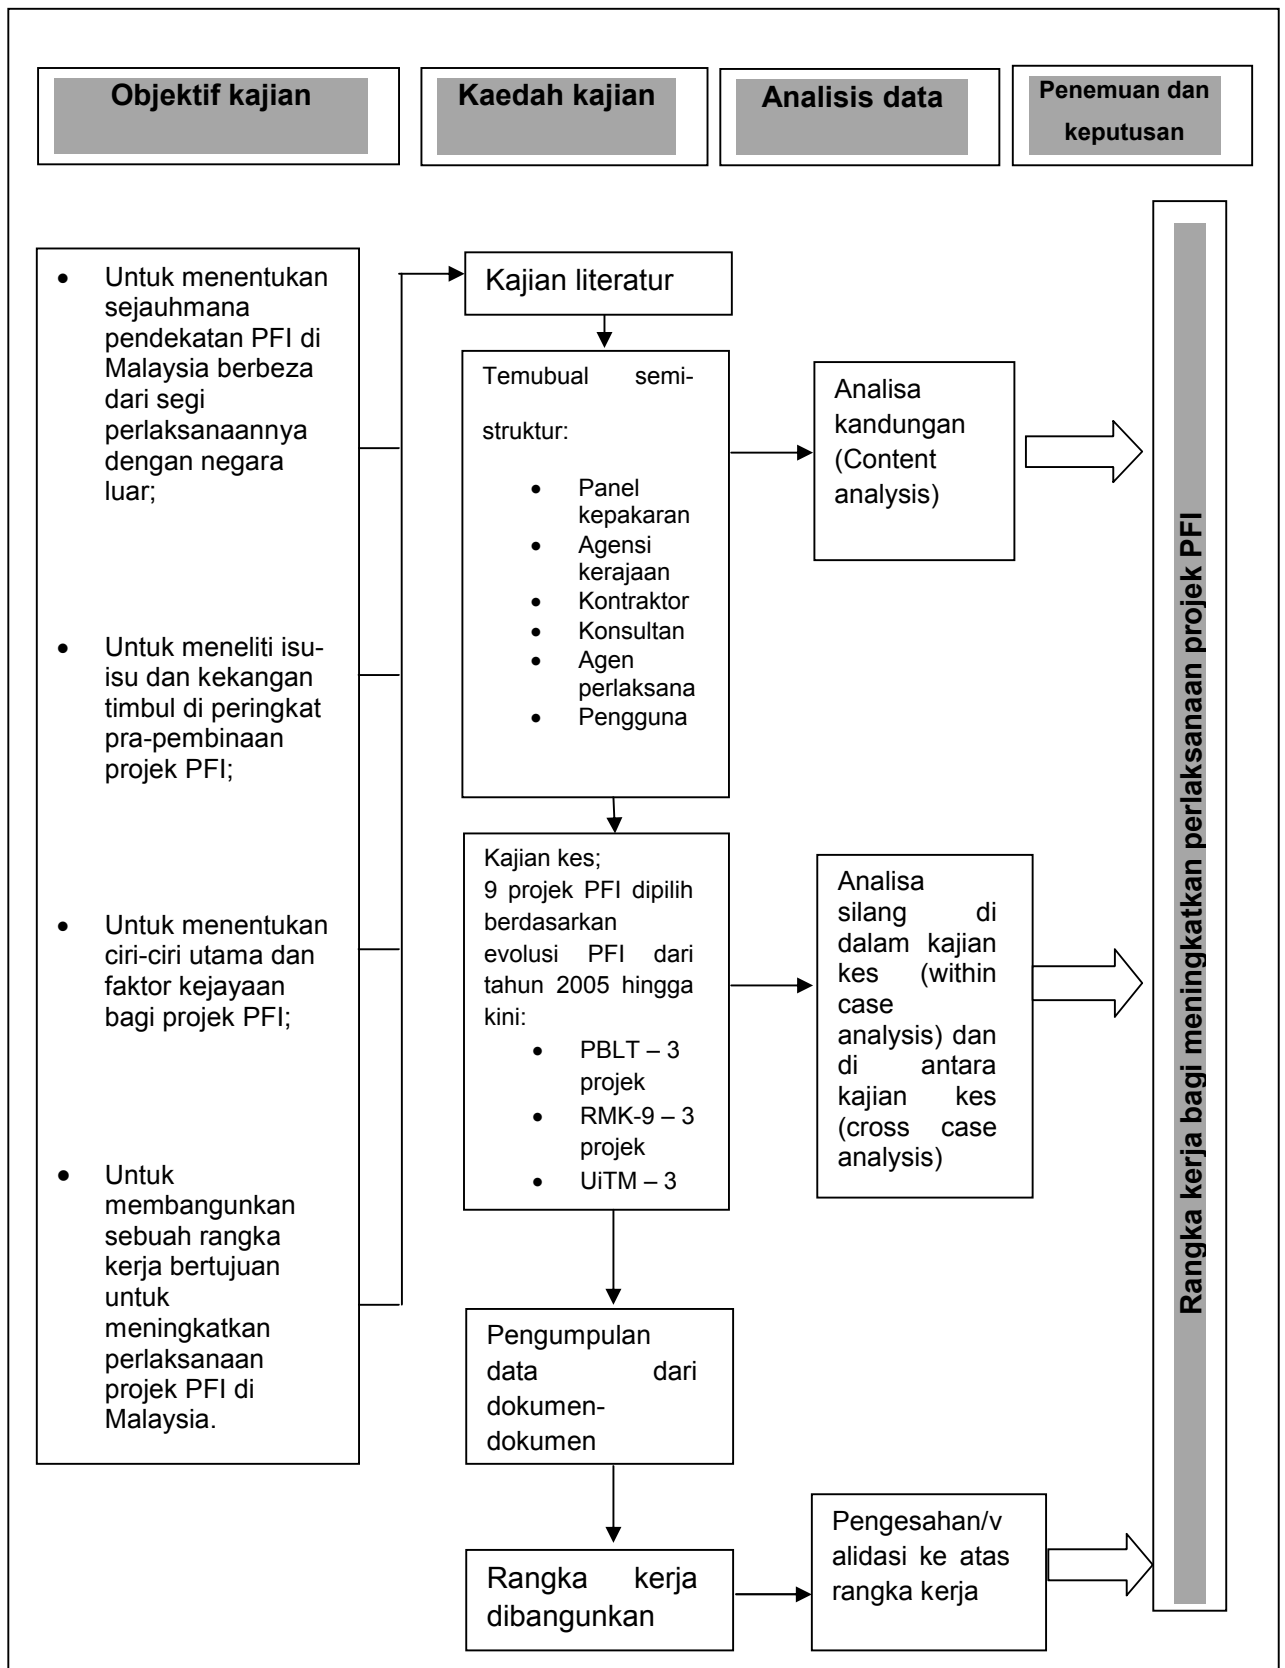 Objektif kajian
Kaedah kajian
Analisis data
Penemuan dan
keputusan
• Untuk menentukan
sejauhmana
pendekatan PFI di
Malaysia berbeza
dari segi
perlaksanaannya
dengan negara
luar;
• Untuk meneliti isu-
isu dan kekangan
timbul di peringkat
pra-pembinaan
projek PFI;
• Untuk menentukan
ciri-ciri utama dan
faktor kejayaan
bagi projek PFI;
• Untuk
membangunkan
sebuah rangka
kerja bertujuan
untuk
meningkatkan
perlaksanaan
projek PFI di
Malaysia.
Kajian literatur
Temubual semi-
struktur:
• Panel
kepakaran
• Agensi
kerajaan
• Kontraktor
• Konsultan
• Agen
perlaksana
• Pengguna
Kajian kes;
9 projek PFI dipilih
berdasarkan
evolusi PFI dari
tahun 2005 hingga
kini:
• PBLT – 3
projek
• RMK-9 – 3
projek
• UiTM – 3
Pengumpulan
data dari
dokumen-
dokumen
Rangka kerja
dibangunkan
Analisa
kandungan
(Content
analysis)
Analisa
silang di
dalam kajian
kes (within
case
analysis) dan
di antara
kajian kes
(cross case
analysis)
Pengesahan/v
alidasi ke atas
rangka kerja
Rangka kerja bagi meningkatkan perlaksanaan projek PFI